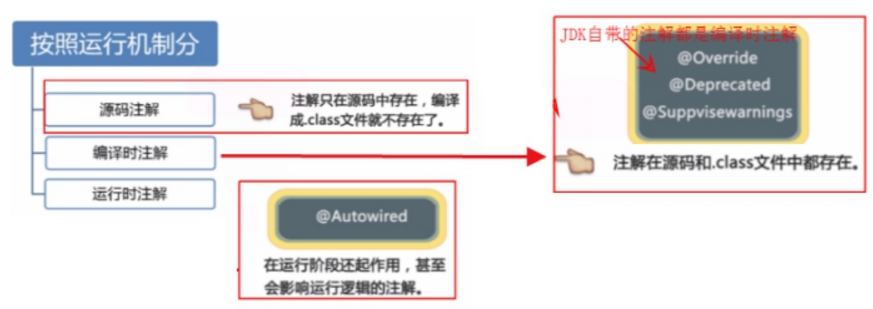 按照运行机制分
源码注解
注解只在源码中存在，编译
成.class文件就不存在了。
编译时注解
运行时注解
@Autowired
在运行阶段还起作用，甚至
会影响运行逻辑的注解。
JDK自带的注解都是编译时注解
@Override
@Deprecated
@Suppvisewarnings
注解在源码和.class文件中都存在。